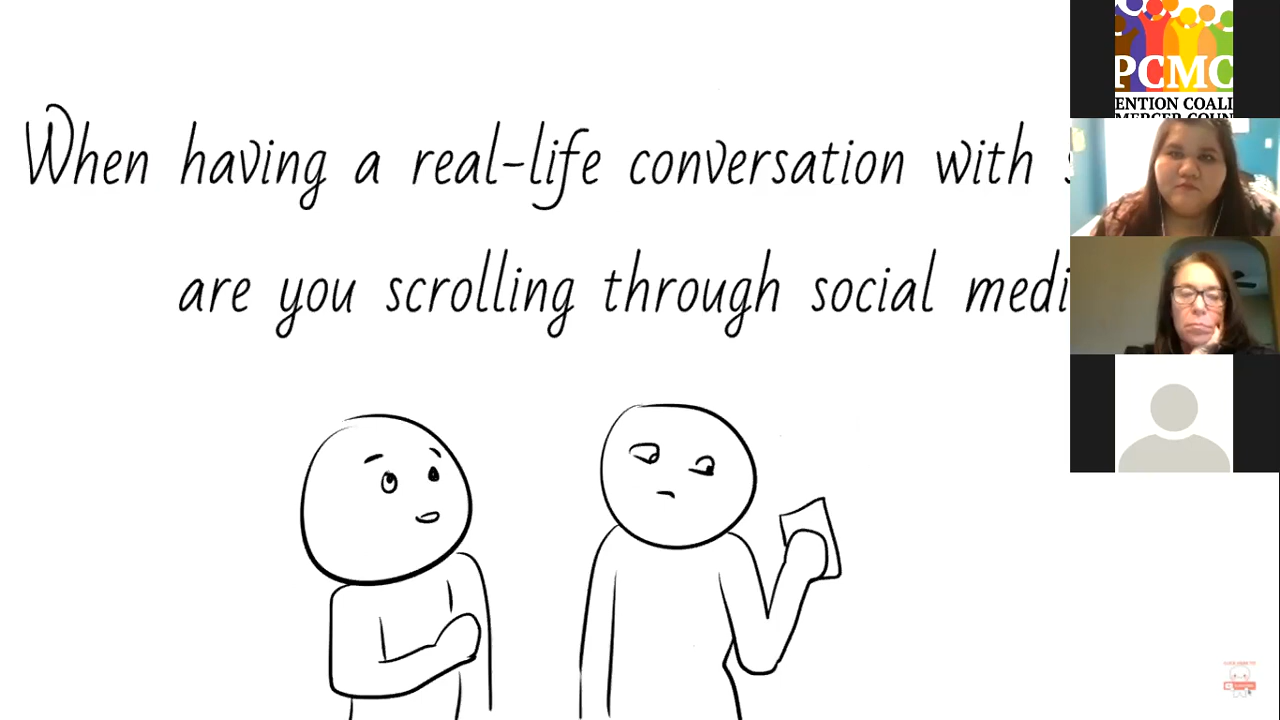 When having a real-life conversation with
are you scrolling through social medi
PCMC
ENTION COALI
MERCER COUN